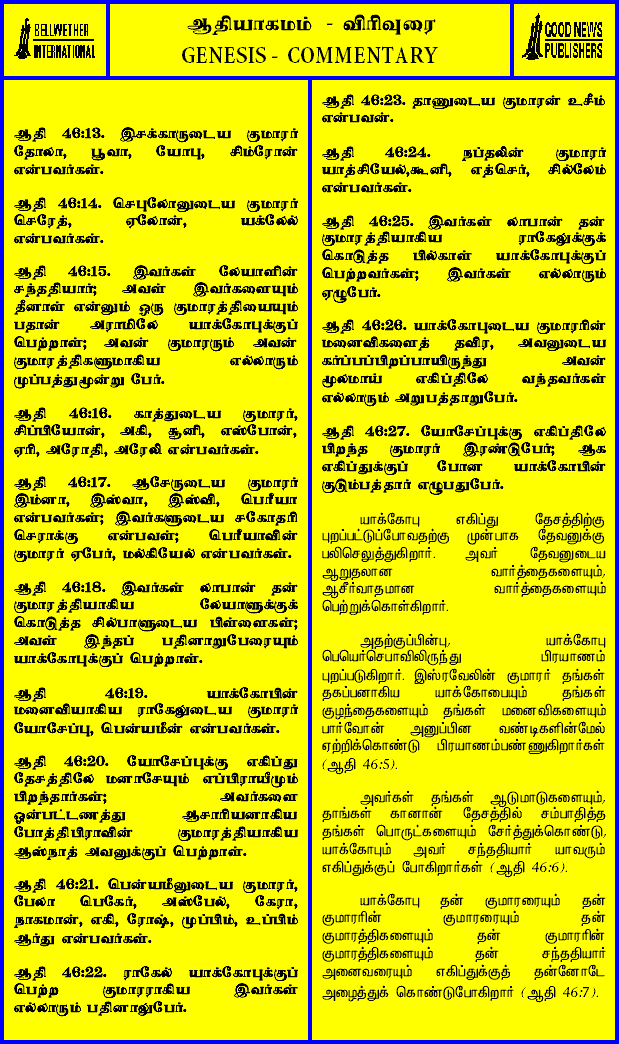 BELLWETHER
INTERNATIONAL
ஆதியாகமம் - விரிவுரை
GENESIS - COMMENTARY
GOOD NEWS
PUBLISHERS
ஆதி 46:13. இசக்காருடைய குமாரர்
தோலா, பூவா, யோபு, சிம்ரோன்
என்பவர்கள்.
ஆதி 46:14. செபுலோனுடைய குமாரர்
செரேத், ஏலோன், யக்லேல்
என்பவர்கள்.
ஆதி 46:15. இவர்கள் லேயாளின்
சந்ததியார்; அவள் இவர்களையும்
தீனாள் என்னும் ஒரு குமாரத்தியையும்
பதான் அராமிலே யாக்கோபுக்குப்
பெற்றாள்; அவன் குமாரரும் அவன்
குமாரத்திகளுமாகிய எல்லாரும்
முப்பத்துமூன்று பேர்.
ஆதி 46:16. காத்துடைய குமாரர்,
சிப்பியோன், அகி, சூனி, எஸ்போன்,
ஏரி, அரோதி, அரேலி என்பவர்கள்.
ஆதி 46:17. ஆசேருடைய குமாரர்
இம்னா, இஸ்வா, இஸ்வி, பெரீயா
என்பவர்கள்; இவர்களுடைய சகோதரி
செராக்கு என்பவள்; பெரீயாவின்
குமாரர் ஏபேர், மல்கியேல் என்பவர்கள்.
ஆதி 46:18. இவர்கள் லாபான் தன்
குமாரத்தியாகிய லேயாளுக்குக்
கொடுத்த சில்பாளுடைய பிள்ளைகள்;
அவள் இந்தப் பதினாறுபேரையும்
யாக்கோபுக்குப் பெற்றாள்.
ஆதி 46:19. யாக்கோபின்
மனைவியாகிய ராகேலுடைய குமாரர்
யோசேப்பு, பென்யமீன் என்பவர்கள்.
ஆதி 46:20. யோசேப்புக்கு எகிப்து
தேசத்திலே மனாசேயும் எப்பிராயீமும்
பிறந்தார்கள்; அவர்களை
ஓன்பட்டணத்து ஆசாரியனாகிய
போத்திபிராவின் குமாரத்தியாகிய
ஆஸ்நாத் அவனுக்குப் பெற்றாள்.
ஆதி 46:21. பென்யமீனுடைய குமாரர்,
பேலா பெகேர், அஸ்பேல், கேரா,
நாகமான், எகி, ரோஷ், முப்பிம், உப்பிம்
ஆர்து என்பவர்கள்.
ஆதி 46:22. ராகேல் யாக்கோபுக்குப்
பெற்ற குமாரராகிய இவர்கள்
எல்லாரும் பதினாலுபேர்.
ஆதி 46:23. தாணுடைய குமாரன் உசீம்
என்பவன்.
ஆதி 46:24. நப்தலின் குமாரர்
யாத்சியேல்,கூனி, எத்செர், சில்லேம்
என்பவர்கள்.
ஆதி 46:25. இவர்கள் லாபான் தன்
குமாரத்தியாகிய ராகேலுக்குக்
கொடுத்த பில்காள் யாக்கோபுக்குப்
பெற்றவர்கள்; இவர்கள் எல்லாரும்
ஏழுபேர்.
ஆதி 46:26. யாக்கோபுடைய குமாரரின்
மனைவிகளைத் தவிர, அவனுடைய
கர்ப்பப்பிறப்பாயிருந்து அவன்
மூலமாய் எகிப்திலே வந்தவர்கள்
எல்லாரும் அறுபத்தாறுபேர்.
ஆதி 46:27. யோசேப்புக்கு எகிப்திலே
பிறந்த குமாரர் இரண்டுபேர்; ஆக
எகிப்துக்குப் போன யாக்கோபின்
குடும்பத்தார் எழுபதுபேர்.
யாக்கோபு எகிப்து தேசத்திற்கு
புறப்பட்டுப்போவதற்கு முன்பாக தேவனுக்கு
பலிசெலுத்துகிறார். அவர் தேவனுடைய
ஆறுதலான வார்த்தைகளையும்,
ஆசீர்வாதமான வார்த்தைகளையும்
பெற்றுக்கொள்கிறார்.
அதற்குப்பின்பு, யாக்கோபு
பெயெர்செபாவிலிருந்து பிரயாணம்
புறப்படுகிறார். இஸ்ரவேலின் குமாரர் தங்கள்
தகப்பனாகிய யாக்கோபையும் தங்கள்
குழந்தைகளையும் தங்கள் மனைவிகளையும்
பார்வோன் அனுப்பின வண்டிகளின்மேல்
ஏற்றிக்கொண்டு பிரயாணம்பண்ணுகிறார்கள்
(ஆதி 46:5).
அவர்கள் தங்கள் ஆடுமாடுகளையும்,
தாங்கள் கானான் தேசத்தில் சம்பாதித்த
தங்கள் பொருட்களையும் சேர்த்துக்கொண்டு,
யாக்கோபும் அவர் சந்ததியார் யாவரும்
எகிப்துக்குப் போகிறார்கள் (ஆதி 46:6).
யாக்கோபு தன் குமாரரையும் தன்
குமாரரின் குமாரரையும் தன்
குமாரத்திகளையும் தன் குமாரரின்
குமாரத்திகளையும் தன் சந்ததியார்
அனைவரையும் எகிப்துக்குத் தன்னோடே
அழைத்துக் கொண்டுபோகிறார் (ஆதி 46:7).